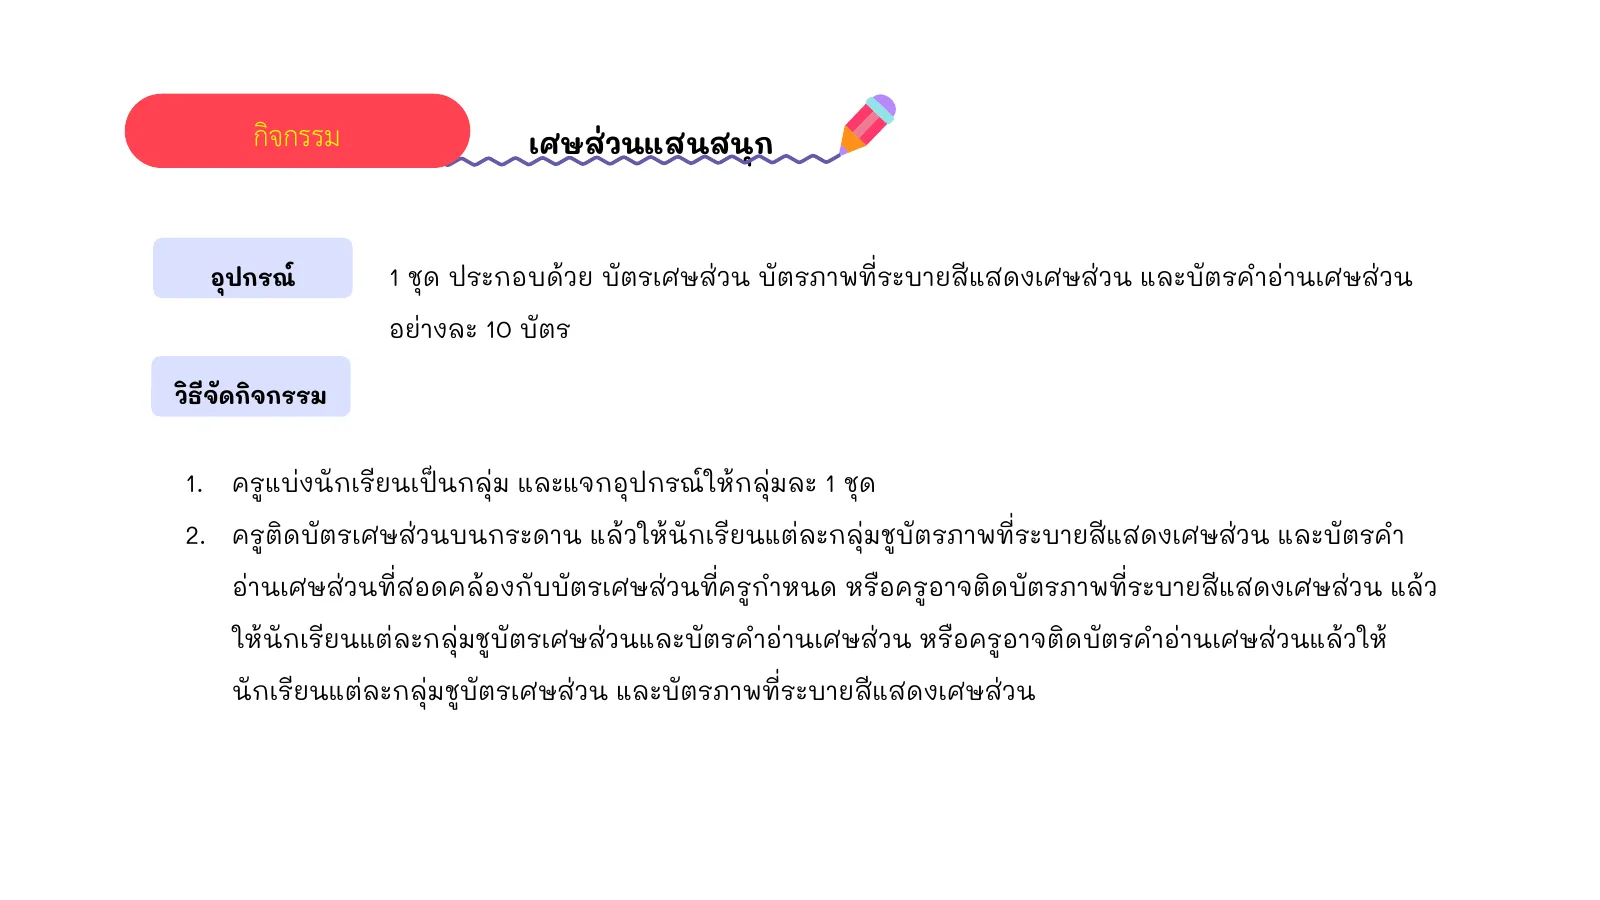 กิจกรรม
เศษส่วนแสนสนุก
อุปกรณ์
1 ชุด ประกอบด้วย บัตรเศษส่วน บัตรภาพที่ระบายสีแสดงเศษส่วน และบัตรคำอ่านเศษส่วน
อย่างละ 10 บัตร
วิธีจัดกิจกรรม
1. ครูแบ่งนักเรียนเป็นกลุ่ม และแจกอุปกรณ์ให้กลุ่มละ 1 ชุด
2. ครูติดบัตรเศษส่วนบนกระดาน แล้วให้นักเรียนแต่ละกลุ่มชูบัตรภาพที่ระบายสีแสดงเศษส่วน และบัตรคำ
อ่านเศษส่วนที่สอดคล้องกับบัตรเศษส่วนที่ครูกำหนด หรือครูอาจติดบัตรภาพที่ระบายสีแสดงเศษส่วน แล้ว
ให้นักเรียนแต่ละกลุ่มชูบัตรเศษส่วนและบัตรคำอ่านเศษส่วน หรือครูอาจติดบัตรคำอ่านเศษส่วนแล้วให้
นักเรียนแต่ละกลุ่มชูบัตรเศษส่วน และบัตรภาพที่ระบายสีแสดงเศษส่วน